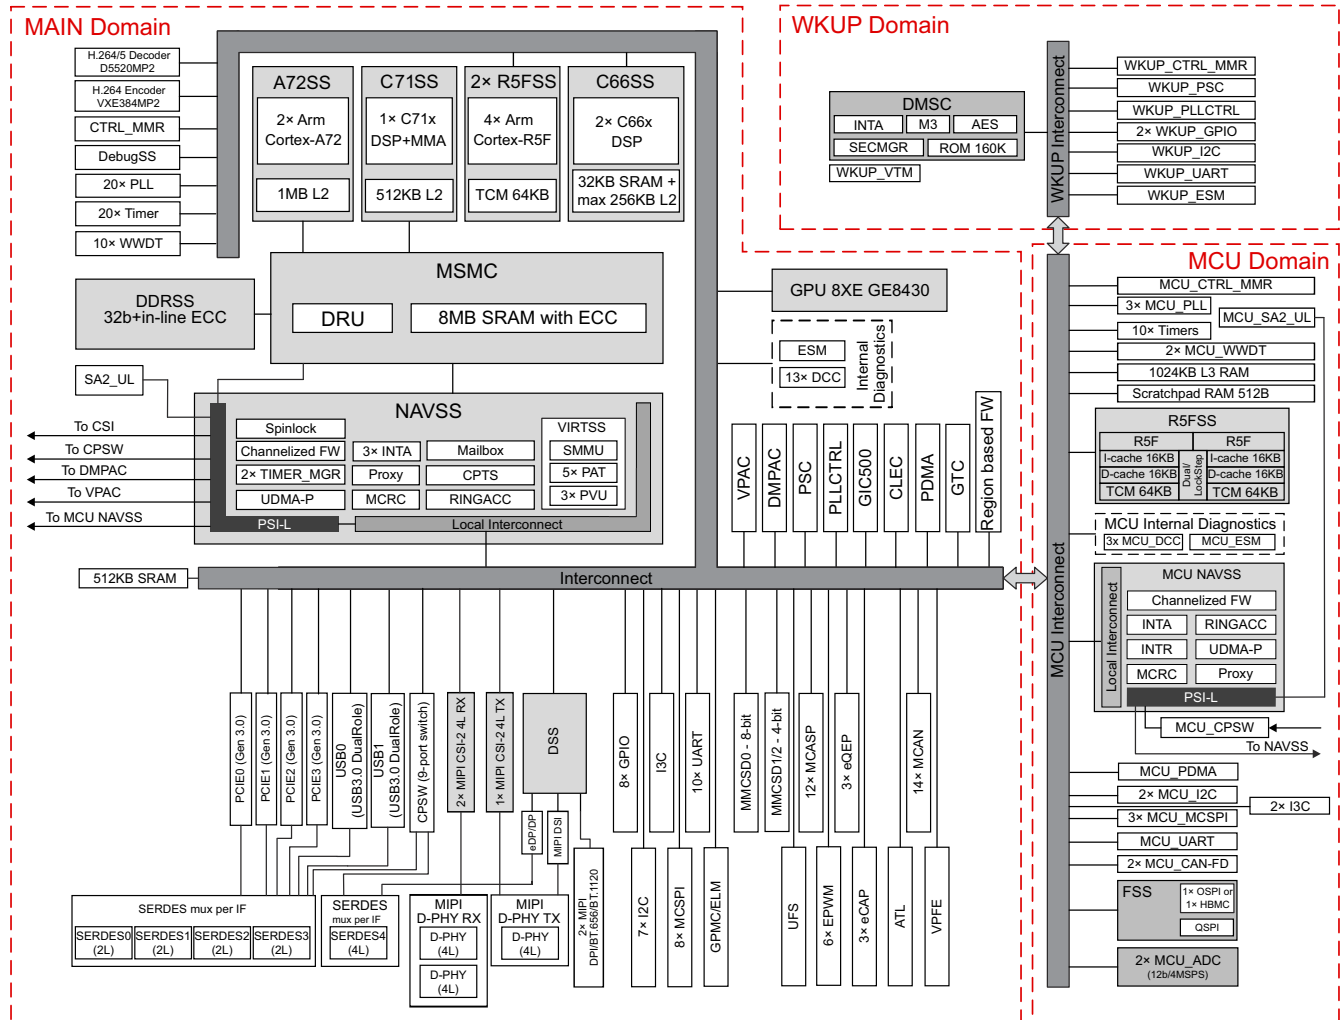 MAIN Domain
H.264/5 Decoder
D5520MP2
H.264 Encoder
VXE384MP2
CTRL_MMR
DebugSS
20× PLL
20× Timer
10× WWDT
A72SS
2× Arm
Cortex-A72
1MB L2
C71SS
1× C71x
DSP+MMA
512KB L2
2× R5FSS
4× Arm
Cortex-R5F
TCM 64KB
C66SS
2× C66x
DSP
32KB SRAM +
max 256KB L2
MSMC
DRU
8MB SRAM with ECC
DDRSS
32b+in-line ECC
SA2_UL
GPU 8XE GE8430
ESM
13× DCC
Internal
Diagnostics
NAVSS
Spinlock
Channelized FW
2× TIMER_MGR
UDMA-P
3× INTA
Proxy
MCRC
Mailbox
CPTS
RINGACC
VIRTSS
SMMU
5× PAT
3× PVU
PSI-L
Local Interconnect
To CSI
To CPSW
To DMPAC
To VPAC
To MCU NAVSS
VPAC
DMPAC
PSC
PLLCTRL
GIC500
CLEC
PDMA
GTC
Region based FW
512KB SRAM
Interconnect
PCIE0 (Gen 3.0)
PCIE1 (Gen 3.0)
PCIE2 (Gen 3.0)
PCIE3 (Gen 3.0)
USB0
(USB3.0 DualRole)
USB1
(USB3.0 DualRole)
CPSW (9-port switch)
2× MIPI CSI-2 4L RX
1× MIPI CSI-2 4L TX
DSS
eDP/DP
MIPI DSI
2× MIPI
DPI/BT.656/BT.1120
8× GPIO
I3C
10× UART
7× I2C
8× MCSPI
GPMC/ELM
MMCSD0 - 8-bit
MMCSD1/2 - 4-bit
12× MCASP
3× eQEP
14× MCAN
UFS
6× EPWM
3× eCAP
ATL
VPFE
SERDES mux per IF
SERDES0
(2L)
SERDES1
(2L)
SERDES2
(2L)
SERDES3
(2L)
SERDES
mux per IF
SERDES4
(4L)
MIPI
D-PHY RX
D-PHY
(4L)
D-PHY
(4L)
MIPI
D-PHY TX
D-PHY
(4L)
WKUP Domain
DMSC
INTA
M3
AES
SECMGR
ROM 160K
WKUP_VTM
WKUP Interconnect
WKUP_CTRL_MMR
WKUP_PSC
WKUP_PLLCTRL
2× WKUP_GPIO
WKUP_I2C
WKUP_UART
WKUP_ESM
MCU Domain
MCU Interconnect
MCU_CTRL_MMR
3× MCU_PLL
MCU_SA2_UL
10× Timers
2× MCU_WWDT
1024KB L3 RAM
Scratchpad RAM 512B
R5FSS
R5F
I-cache 16KB
D-cache 16KB
TCM 64KB
Dual/
LockStep
R5F
I-cache 16KB
D-cache 16KB
TCM 64KB
MCU Internal Diagnostics
3x MCU_DCC
MCU_ESM
MCU NAVSS
Local Interconnect
Channelized FW
INTA
RINGACC
INTR
UDMA-P
MCRC
Proxy
PSI-L
MCU_CPSW
To NAVSS
MCU_PDMA
2× MCU_I2C
2× I3C
3× MCU_MCSPI
MCU_UART
2× MCU_CAN-FD
FSS
1× OSPI or
1× HBMC
QSPI
2× MCU_ADC
(12b/4MSPS)